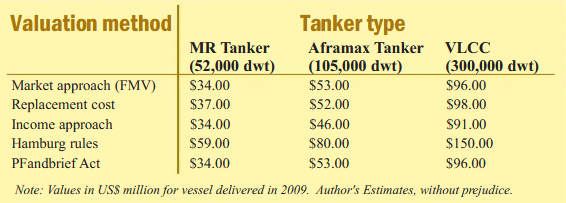 Valuation method Tanker type
MR Tanker Aframax Tanker VLCC
(52,000 dwt) (105,000 dwt) (300,000 dwt)
Market approach (FMV) $34.00 $53.00 $96.00
Replacement cost $37.00 $52.00 $98.00
Income approach $34.00 $46.00 $91.00
Hamburg rules $59.00 $80.00 $150.00
PFandbrief Act $34.00 $53.00 $96.00
Note: Values in US$ million for vessel delivered in 2009. Author's Estimates, without prejudice.